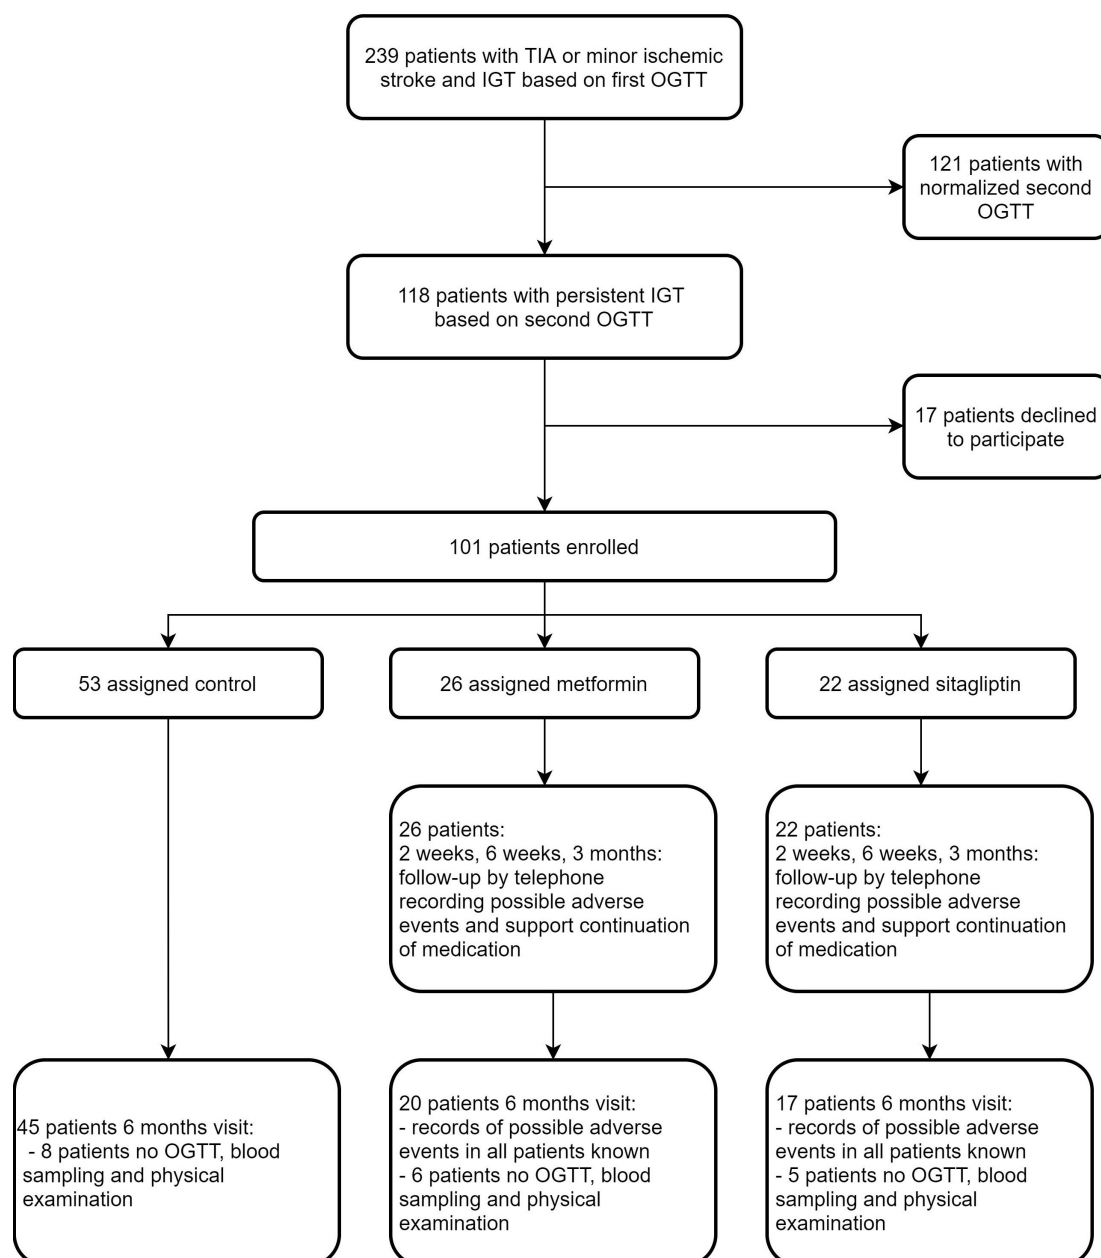 239 patients with TIA or minor ischemic
stroke and IGT based on first OGTT
121 patients with
normalized second
OGTT
118 patients with persistent IGT
based on second OGTT
17 patients declined
to participate
101 patients enrolled
53 assigned control
26 assigned metformin
22 assigned sitagliptin
26 patients:
2 weeks, 6 weeks, 3 months:
follow-up by telephone
recording possible adverse
events and support continuation
of medication
22 patients:
2 weeks, 6 weeks, 3 months:
follow-up by telephone
recording possible adverse
events and support continuation
of medication
45 patients 6 months visit:
- 8 patients no OGTT, blood
sampling and physical
examination
20 patients 6 months visit:
- records of possible adverse
events in all patients known
- 6 patients no OGTT, blood
sampling and physical
examination
17 patients 6 months visit:
- records of possible adverse
events in all patients known
- 5 patients no OGTT, blood
sampling and physical
examination